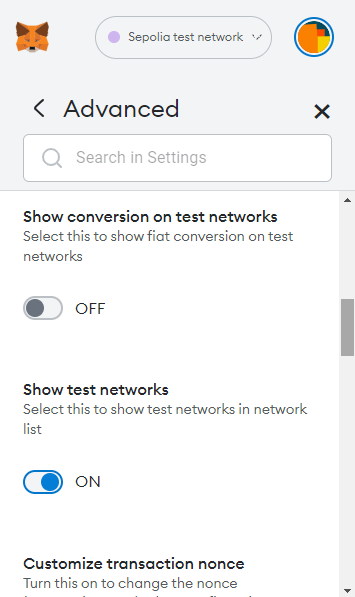 Sepolia test network
Advanced
Search in Settings
Show conversion on test networks
Select this to show fiat conversion on test
networks
OFF
Show test networks
Select this to show test networks in network
list
ON
Customize transaction nonce
Turn this on to change the nonce